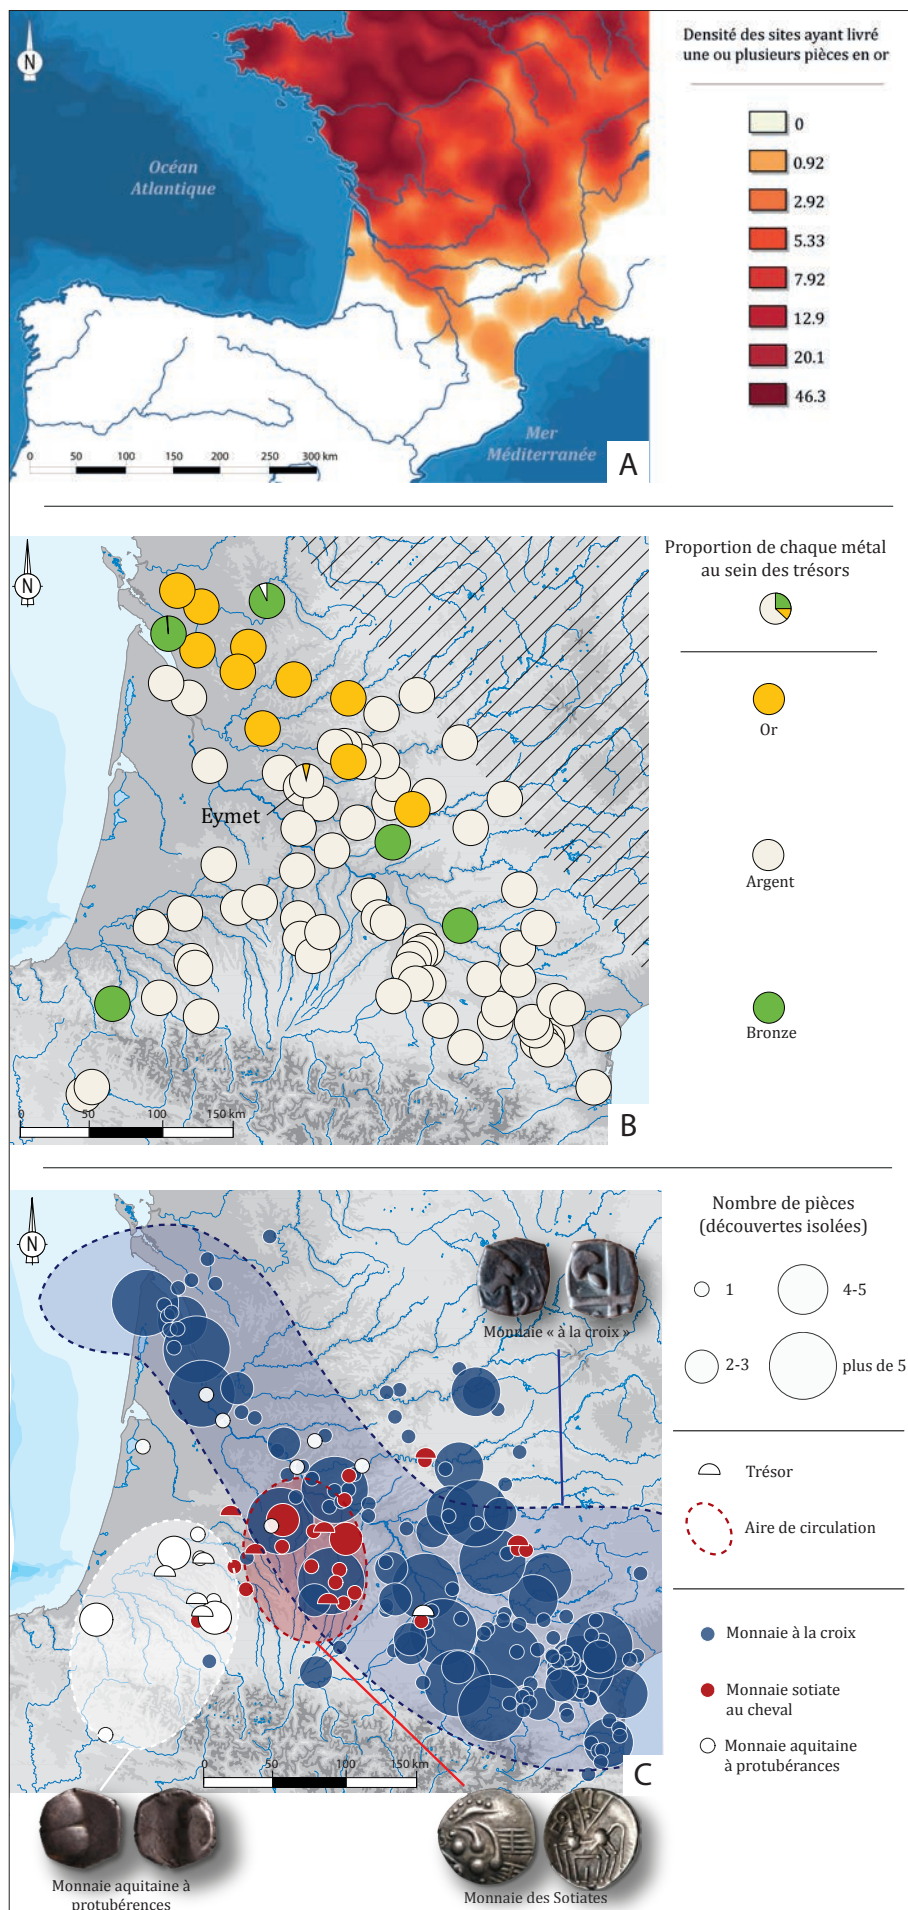 N
Océan
Atlantique
Mer
Méditerranée
0 50 100 150 200 250 300 km
A
Densité des sites ayant livré
une ou plusieurs pièces en or
0
0.92
2.92
5.33
7.92
12.9
20.1
46.3
N
Eymet
0 50 100 150 km
B
Proportion de chaque métal
au sein des trésors
Or
Argent
Bronze
N
Monnaie « à la croix »
0 50 100 150 km
C
Monnaie aquitaine à
protubérences
Monnaie des Sotiates
Nombre de pièces
(découvertes isolées)
1
4-5
2-3
plus de 5
Trésor
Aire de circulation
Monnaie à la croix
Monnaie sotiate
au cheval
Monnaie aquitaine
à protubérances